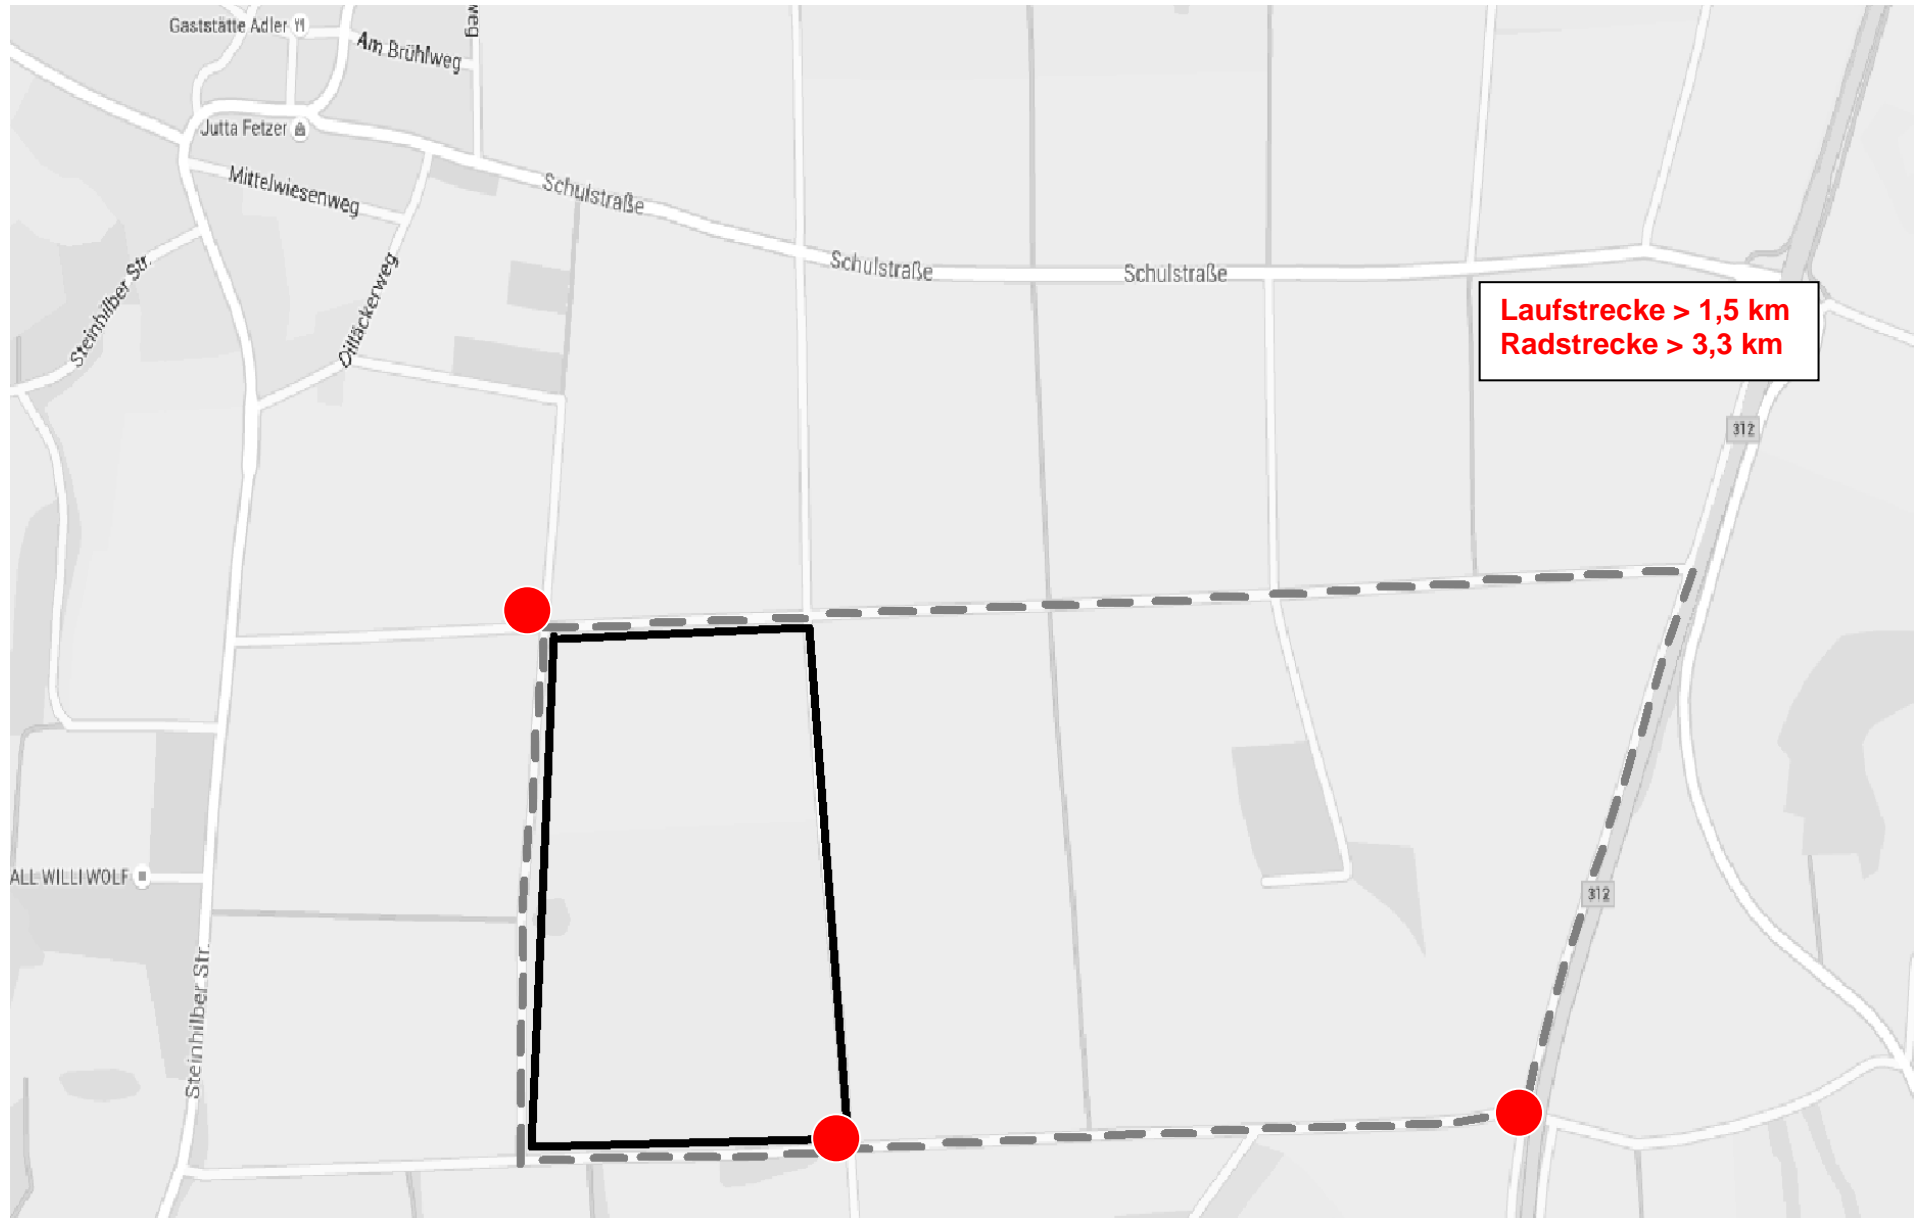 Gaststätte Adler
weg
Am Brühlweg
Jutta Fetzer
Mittelwiesenweg
Schulstraße
Schulstraße
Schulstraße
Steinhilber Str.
Dilläckerweg
Laufstrecke > 1,5 km
Radstrecke > 3,3 km
312
ALL WILLI WOLF
312
Steinhilber Str.